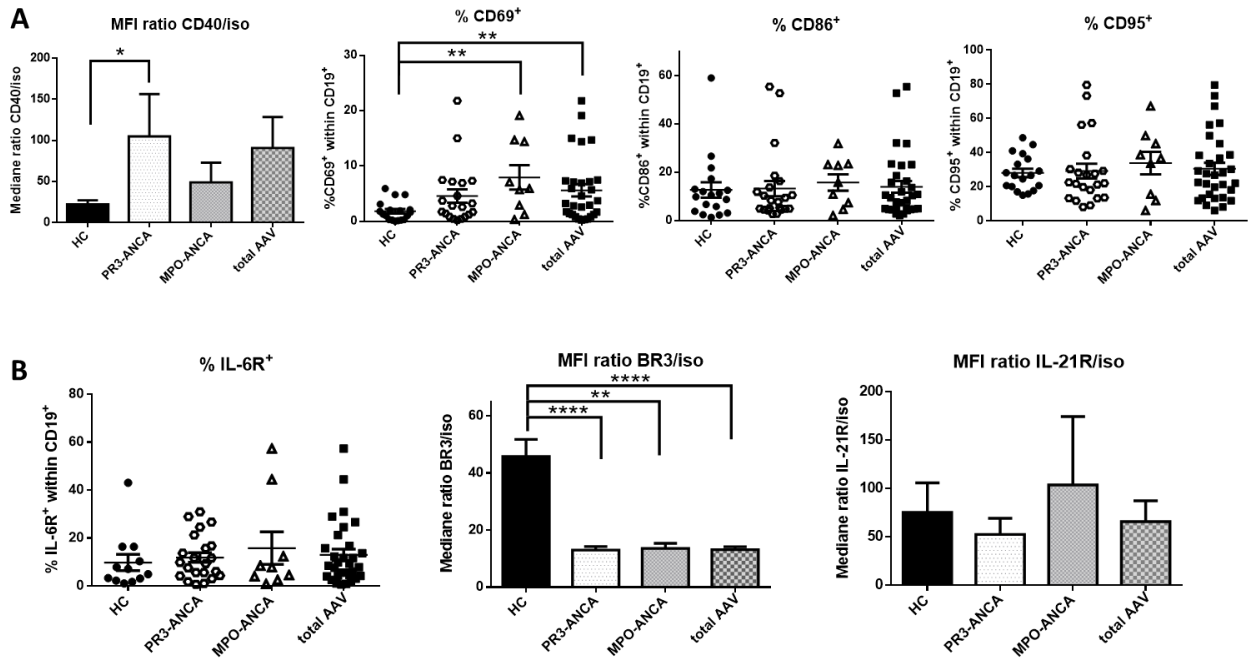 A
MFI ratio CD40/iso
Mediane ratio CD40/iso
200
150
100
50
0
*
HC
PR3-ANCA
MPO-ANCA
total AAV
% CD69+
%CD69+ within CD19+
30
20
10
0
**
**
HC
PR3-ANCA
MPO-ANCA
total AAV
% CD86+
%CD86+ within CD19+
60
40
20
0
HC
PR3-ANCA
MPO-ANCA
total AAV
% CD95+
% CD95+ within CD19+
100
80
60
40
20
0
HC
PR3-ANCA
MPO-ANCA
total AAV
B
% IL-6R+
% IL-6R+ within CD19+
80
60
40
20
0
HC
PR3-ANCA
MPO-ANCA
total AAV
MFI ratio BR3/iso
Mediane ratio BR3/iso
60
40
20
0
****
**
****
HC
PR3-ANCA
MPO-ANCA
total AAV
MFI ratio IL-21R/iso
Mediane ratio IL-21R/iso
200
150
100
50
0
HC
PR3-ANCA
MPO-ANCA
total AAV